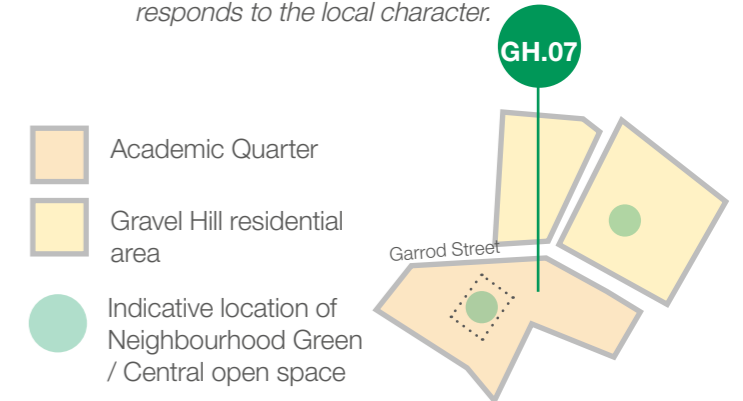 responds to the local character.
GH.07
Academic Quarter
Gravel Hill residential
area
Garrod Street
Indicative location of
Neighbourhood Green
/ Central open space